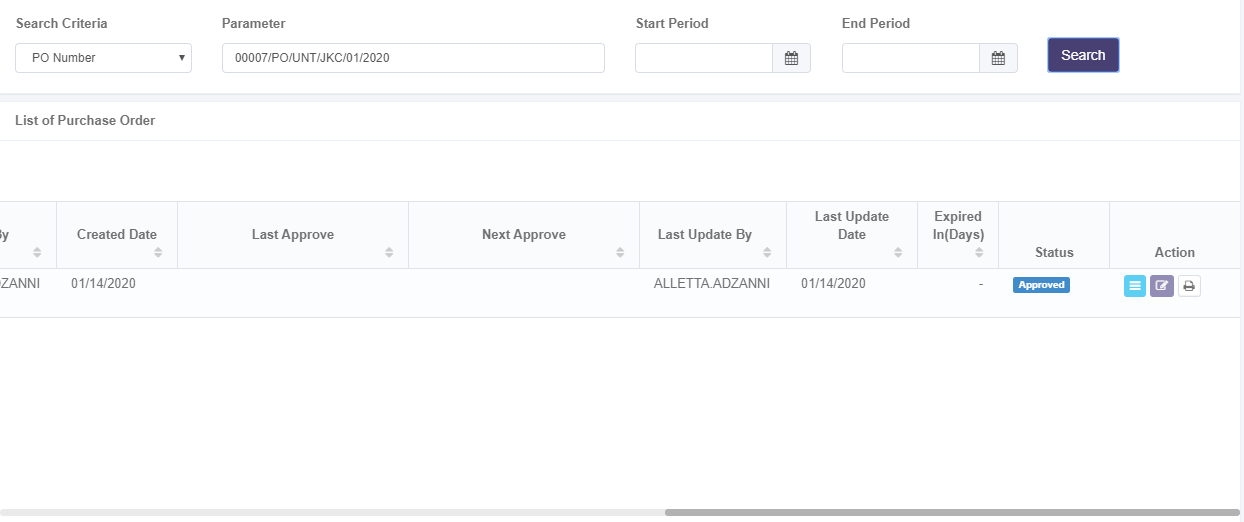 Search Criteria Parameter Start Period End Period
PO Number 00007/PO/UNT/JKC/01/2020 Search
List of Purchase Order
By Created Date Last Approve Next Approve Last Update By Last Update Date Expired In(Days) Status Action
DZANNI 01/14/2020 ALLETTA.ADZANNI 01/14/2020 - Approved